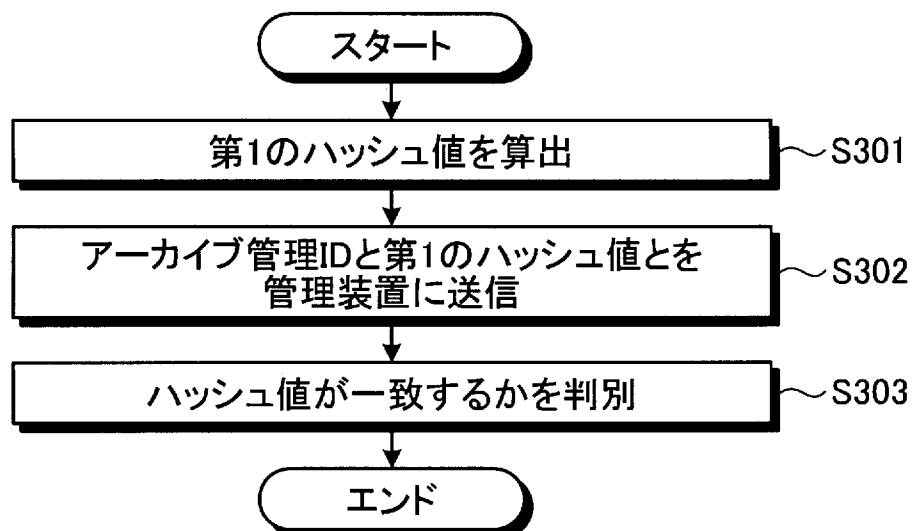 スタート
第1のハッシュ値を算出
S301
アーカイブ管理IDと第1のハッシュ値とを
管理装置に送信
S302
ハッシュ値が一致するかを判別
S303
エンド